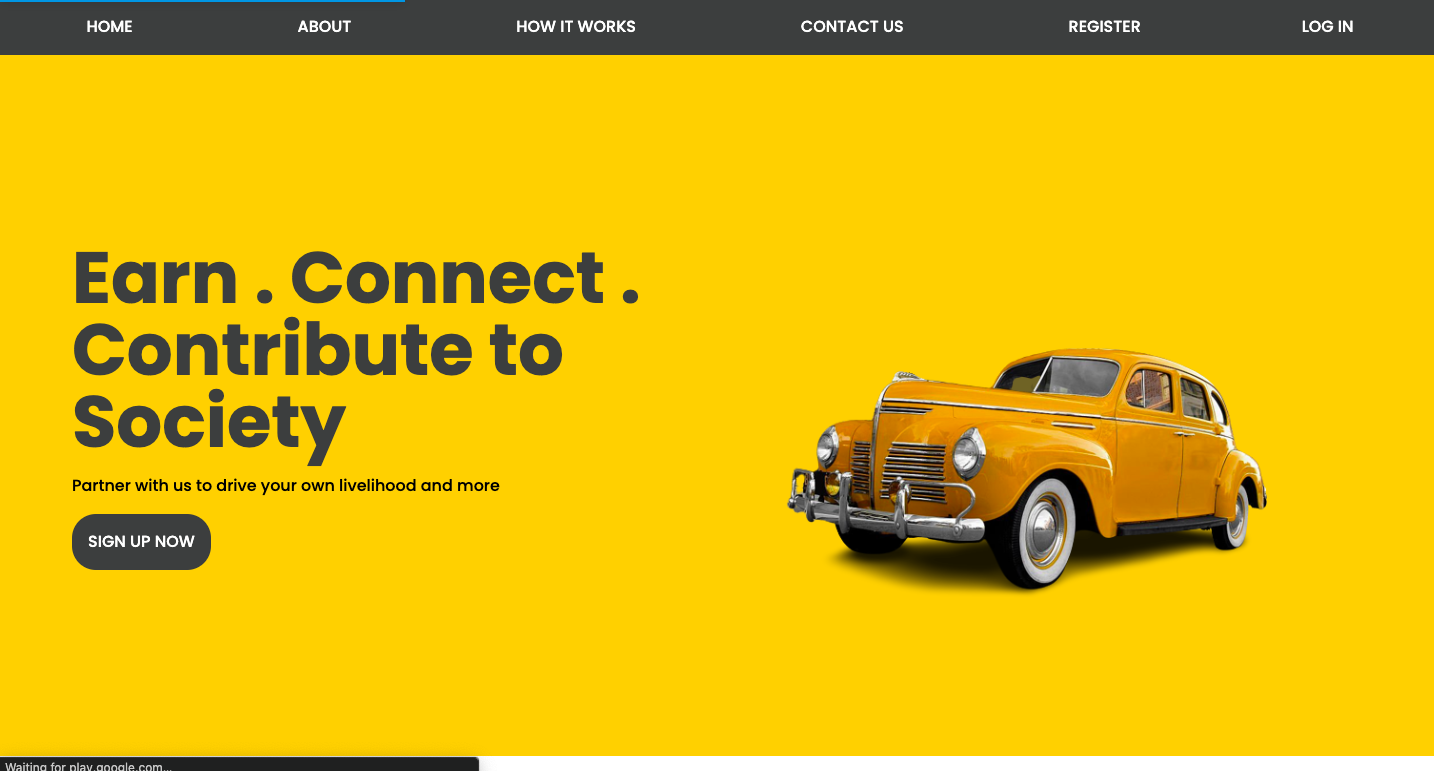 HOME ABOUT HOW IT WORKS CONTACT US REGISTER LOG IN
Earn . Connect .
Contribute to
Society
Partner with us to drive your own livelihood and more
SIGN UP NOW
Waiting for play.google.com...